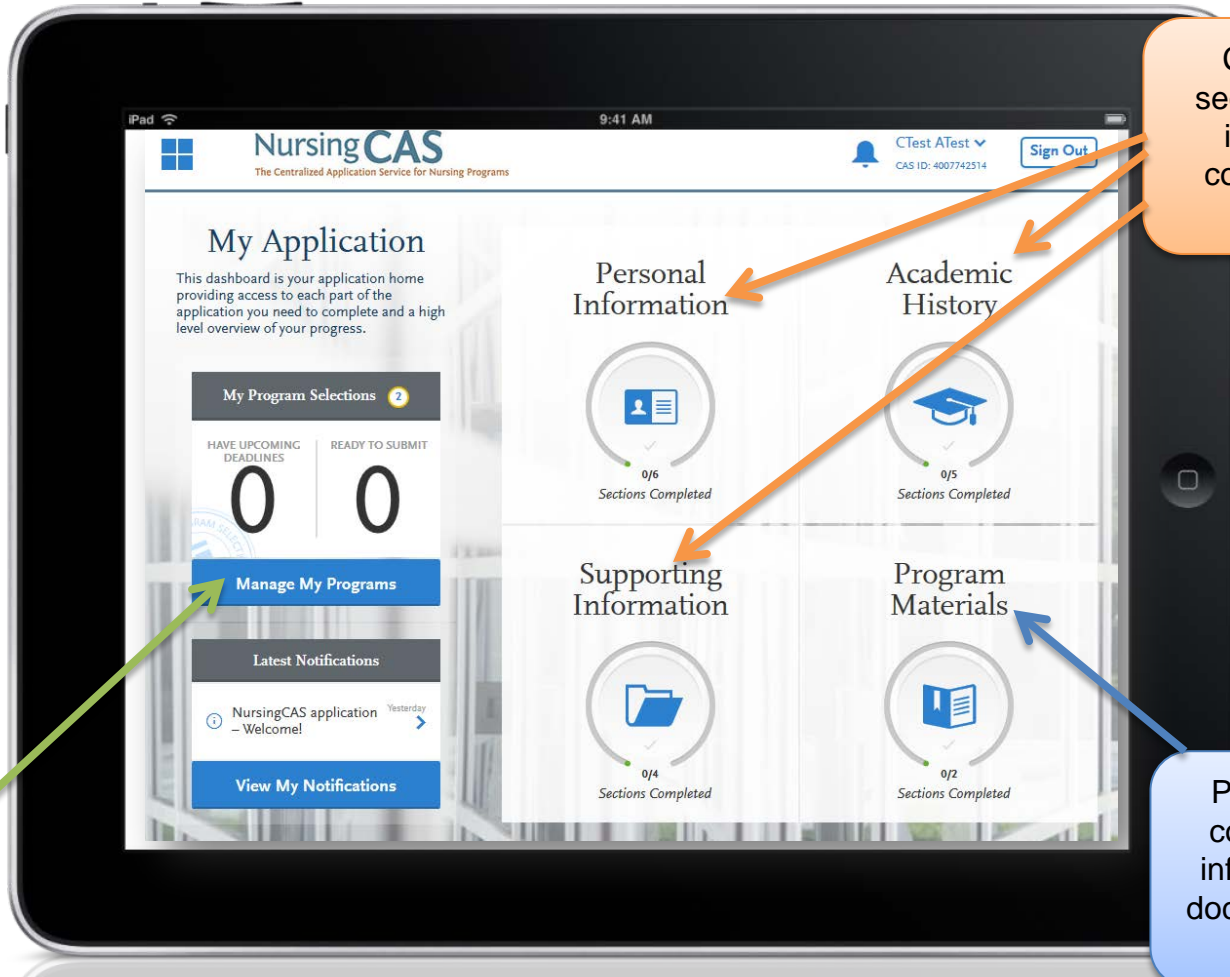 iPad
9:41 AM
NursingCAS
The Centralized Application Service for Nursing Programs
CTest ATest
CAS ID: 4007742514
Sign Out
My Application
This dashboard is your application home
providing access to each part of the
application you need to complete and a high
level overview of your progress.
My Program Selections 2
HAVE UPCOMING
DEADLINES
READY TO SUBMIT
0
0
Manage My Programs
Latest Notifications
NursingCAS application
– Welcome!
Yesterday
View My Notifications
Personal
Information
0/6
Sections Completed
Academic
History
0/5
Sections Completed
Supporting
Information
0/4
Sections Completed
Program
Materials
0/2
Sections Completed